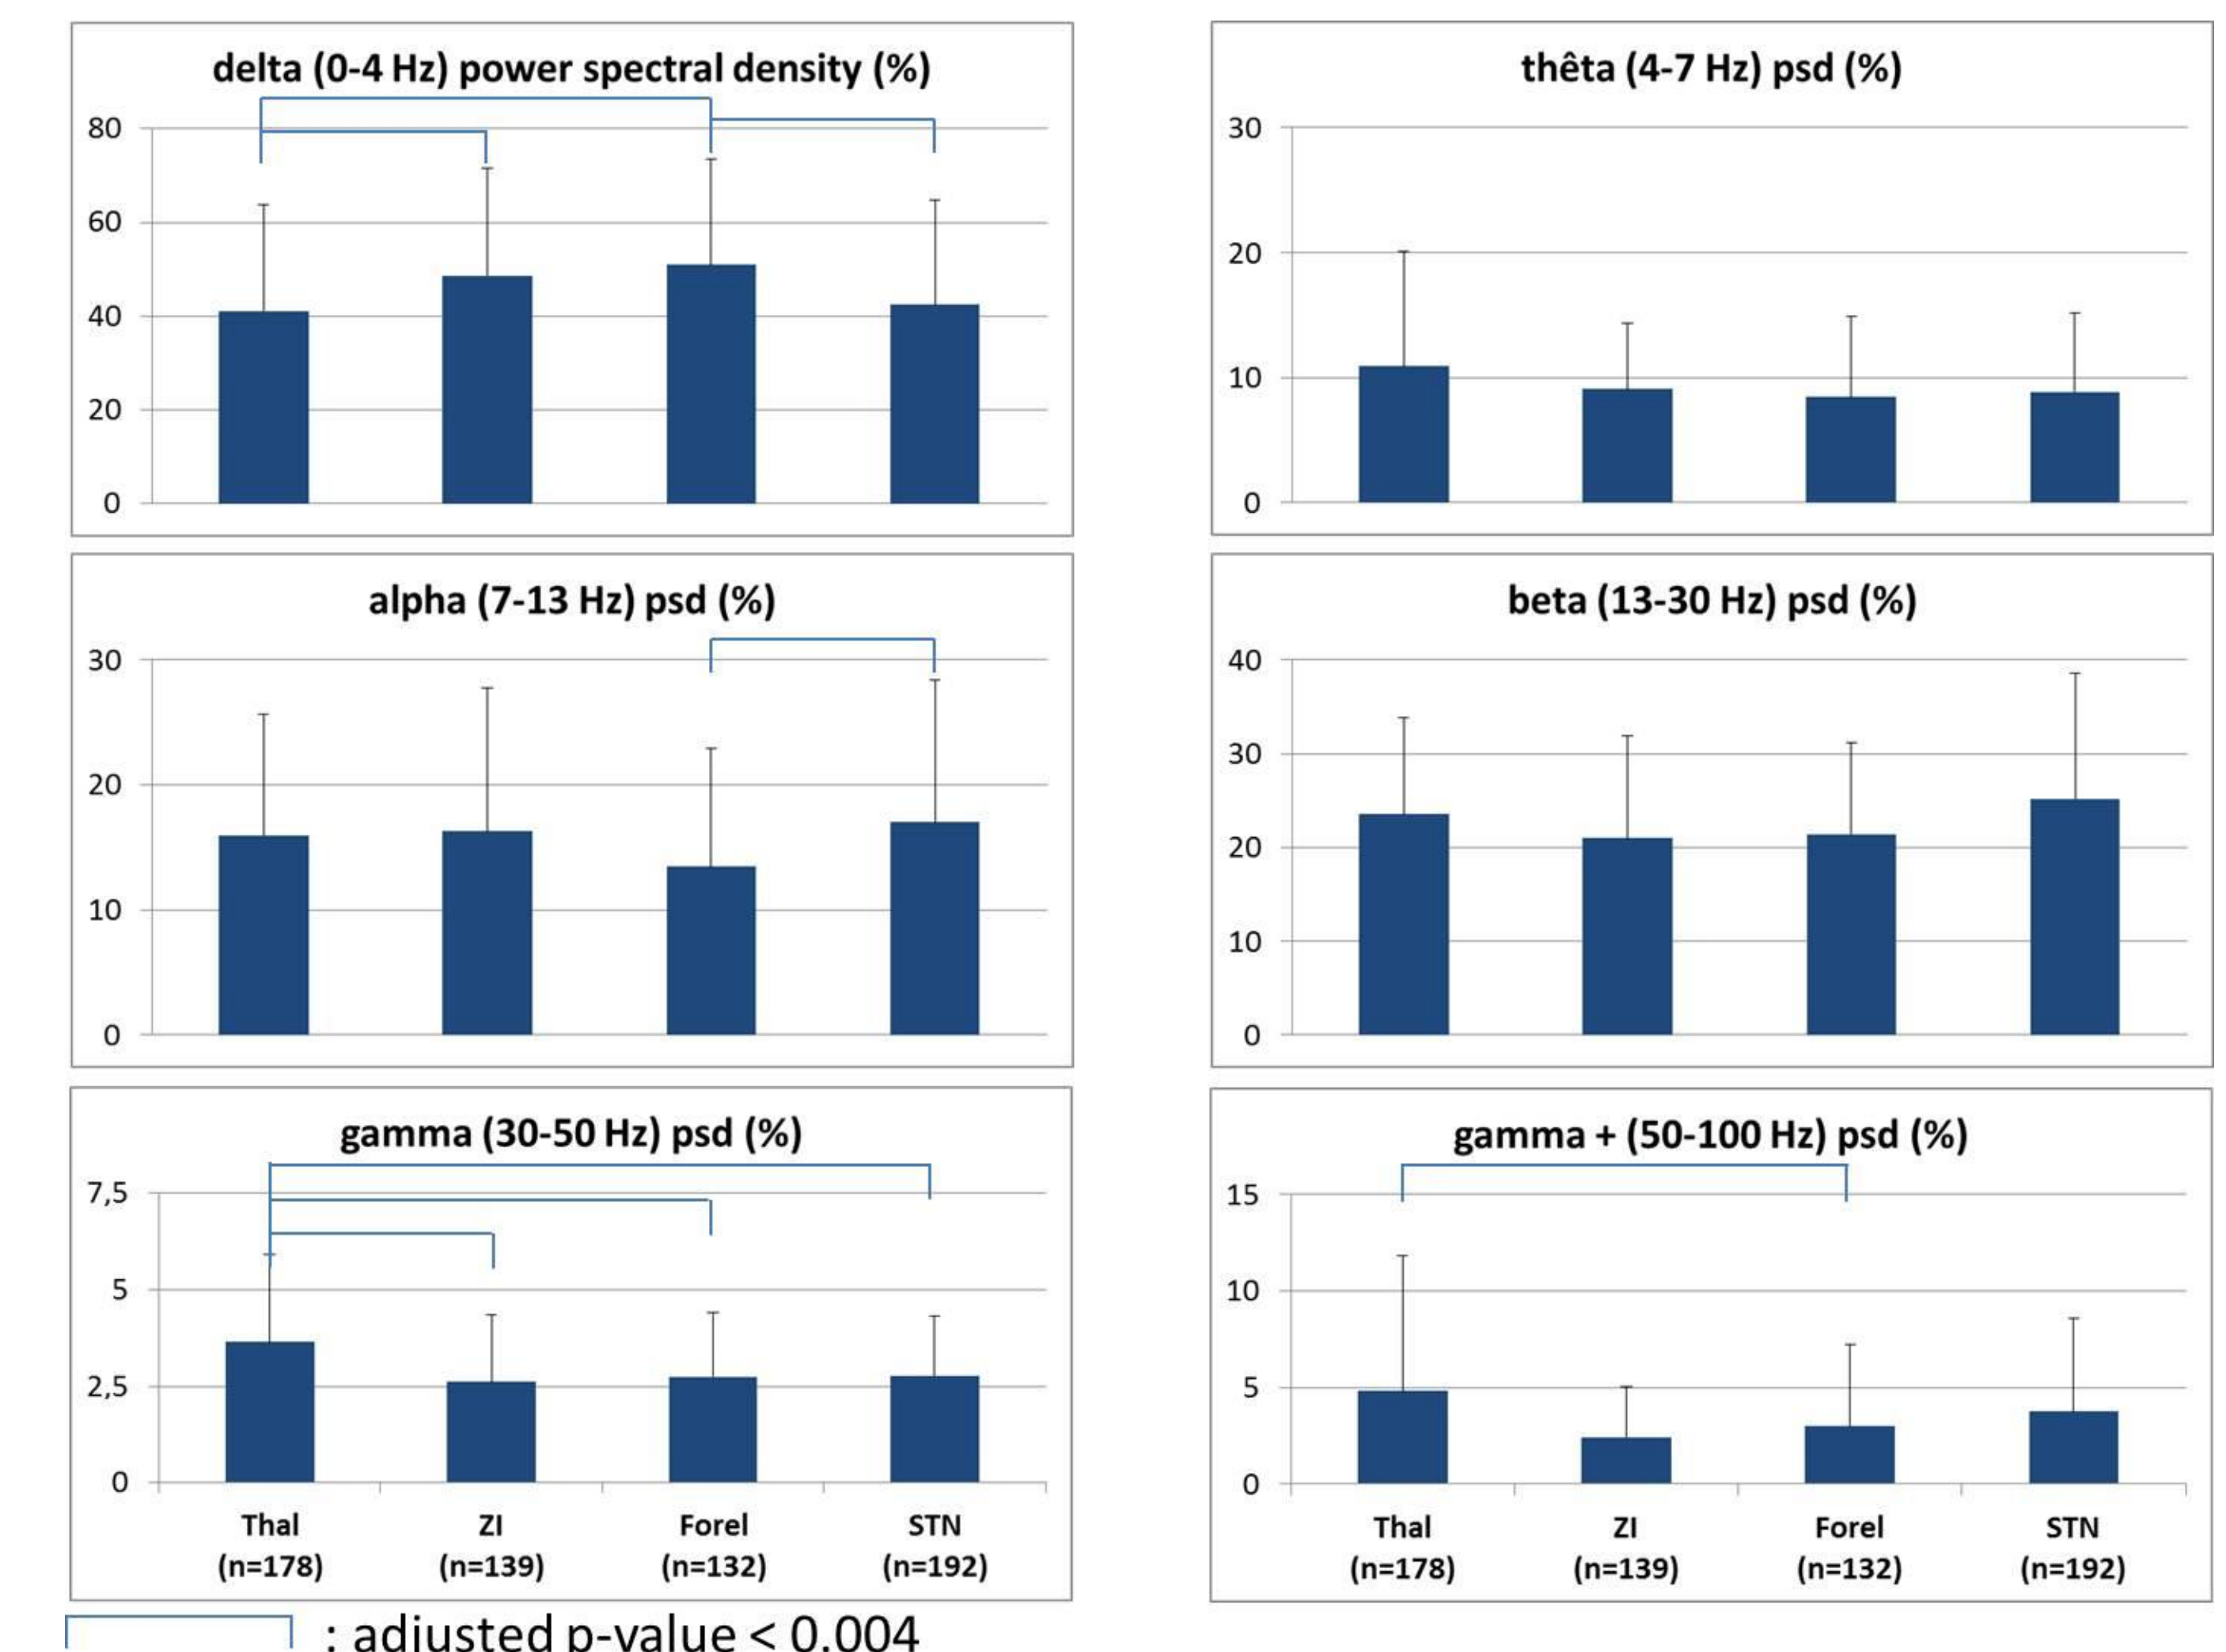 delta (0-4 Hz) power spectral density (%)
80
60
40
20
0
thêta (4-7 Hz) psd (%)
30
20
10
0
alpha (7-13 Hz) psd (%)
30
20
10
0
beta (13-30 Hz) psd (%)
40
30
20
10
0
gamma (30-50 Hz) psd (%)
7,5
5
2,5
0
Thal ZI Forel STN
(n=178) (n=139) (n=132) (n=192)
gamma + (50-100 Hz) psd (%)
15
10
5
0
Thal ZI Forel STN
(n=178) (n=139) (n=132) (n=192)
: adjusted p-value < 0.004